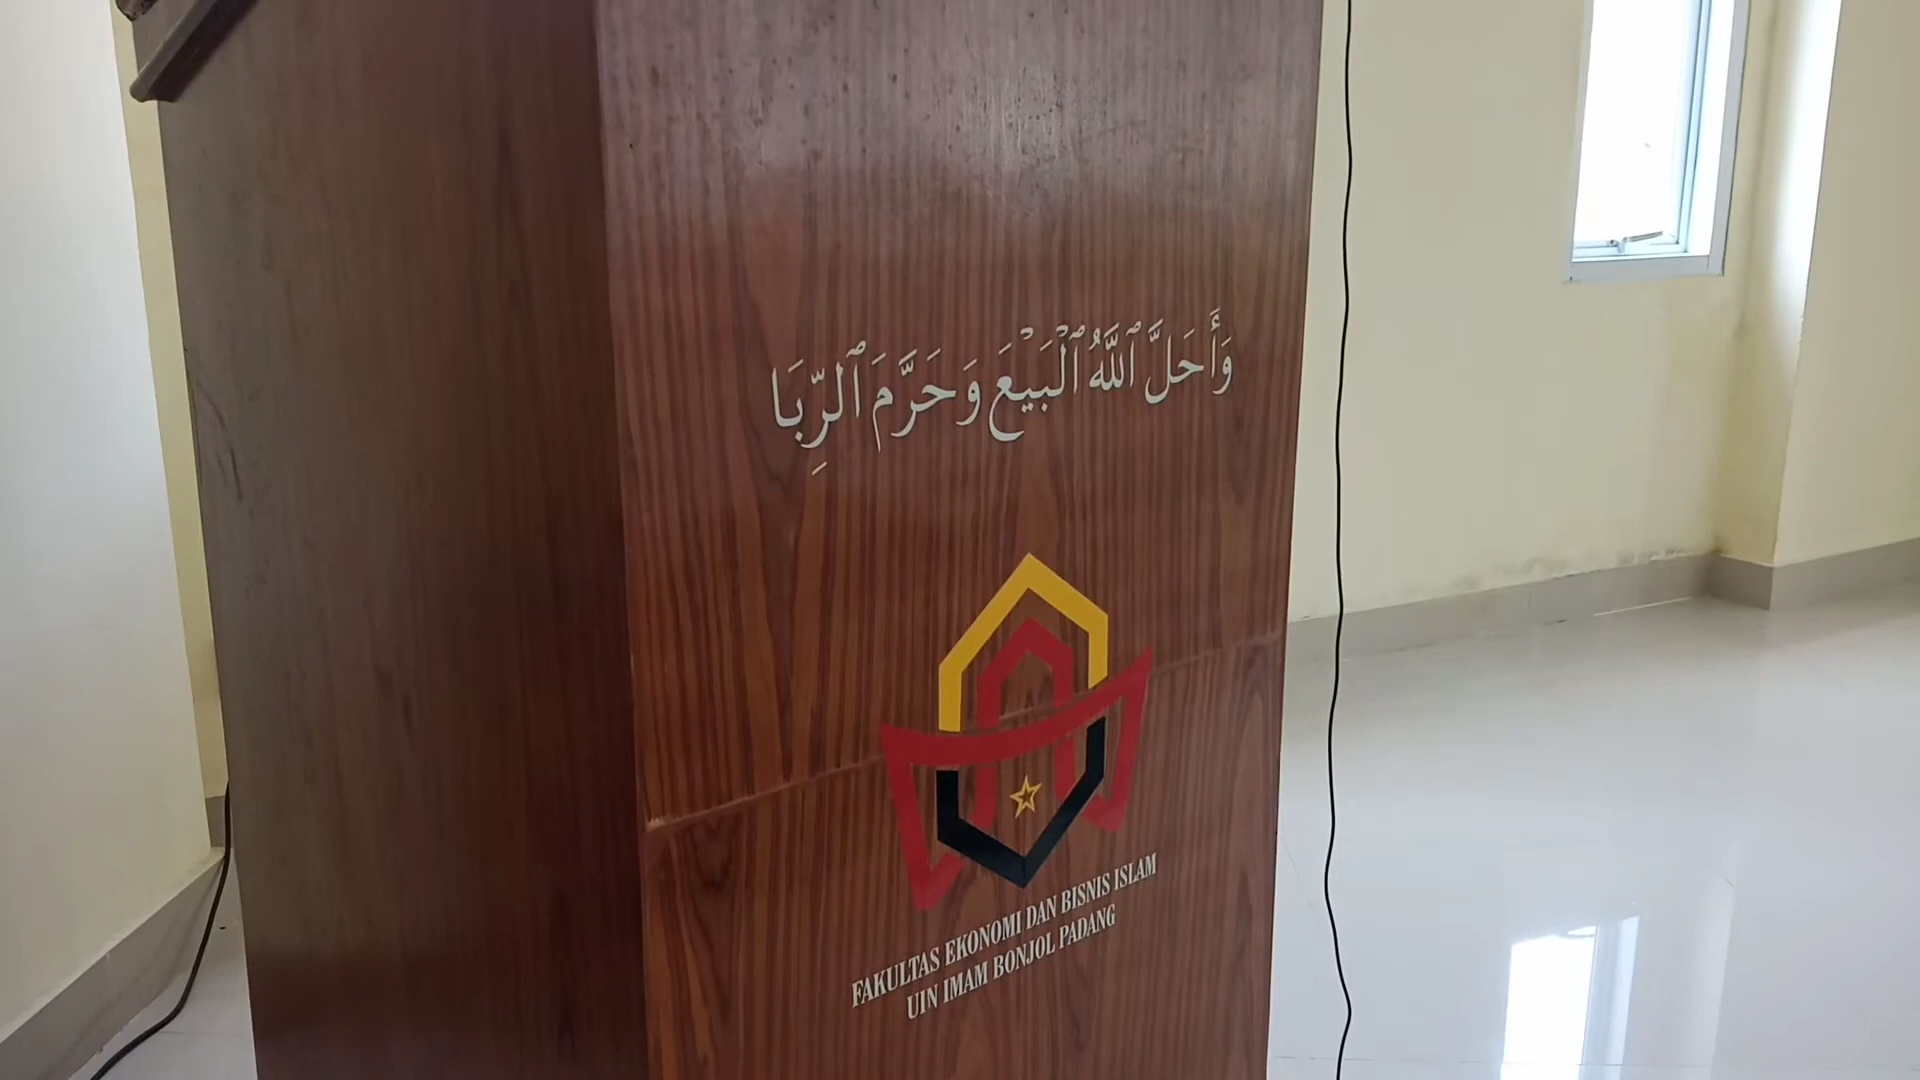 وَأَحَلَّ ٱللَّهُ ٱلْبَيْعَ وَحَرَّمَ ٱلرِّبَا
FAKULTAS EKONOMI DAN BISNIS ISLAM
UIN IMAM BONJOL PADANG